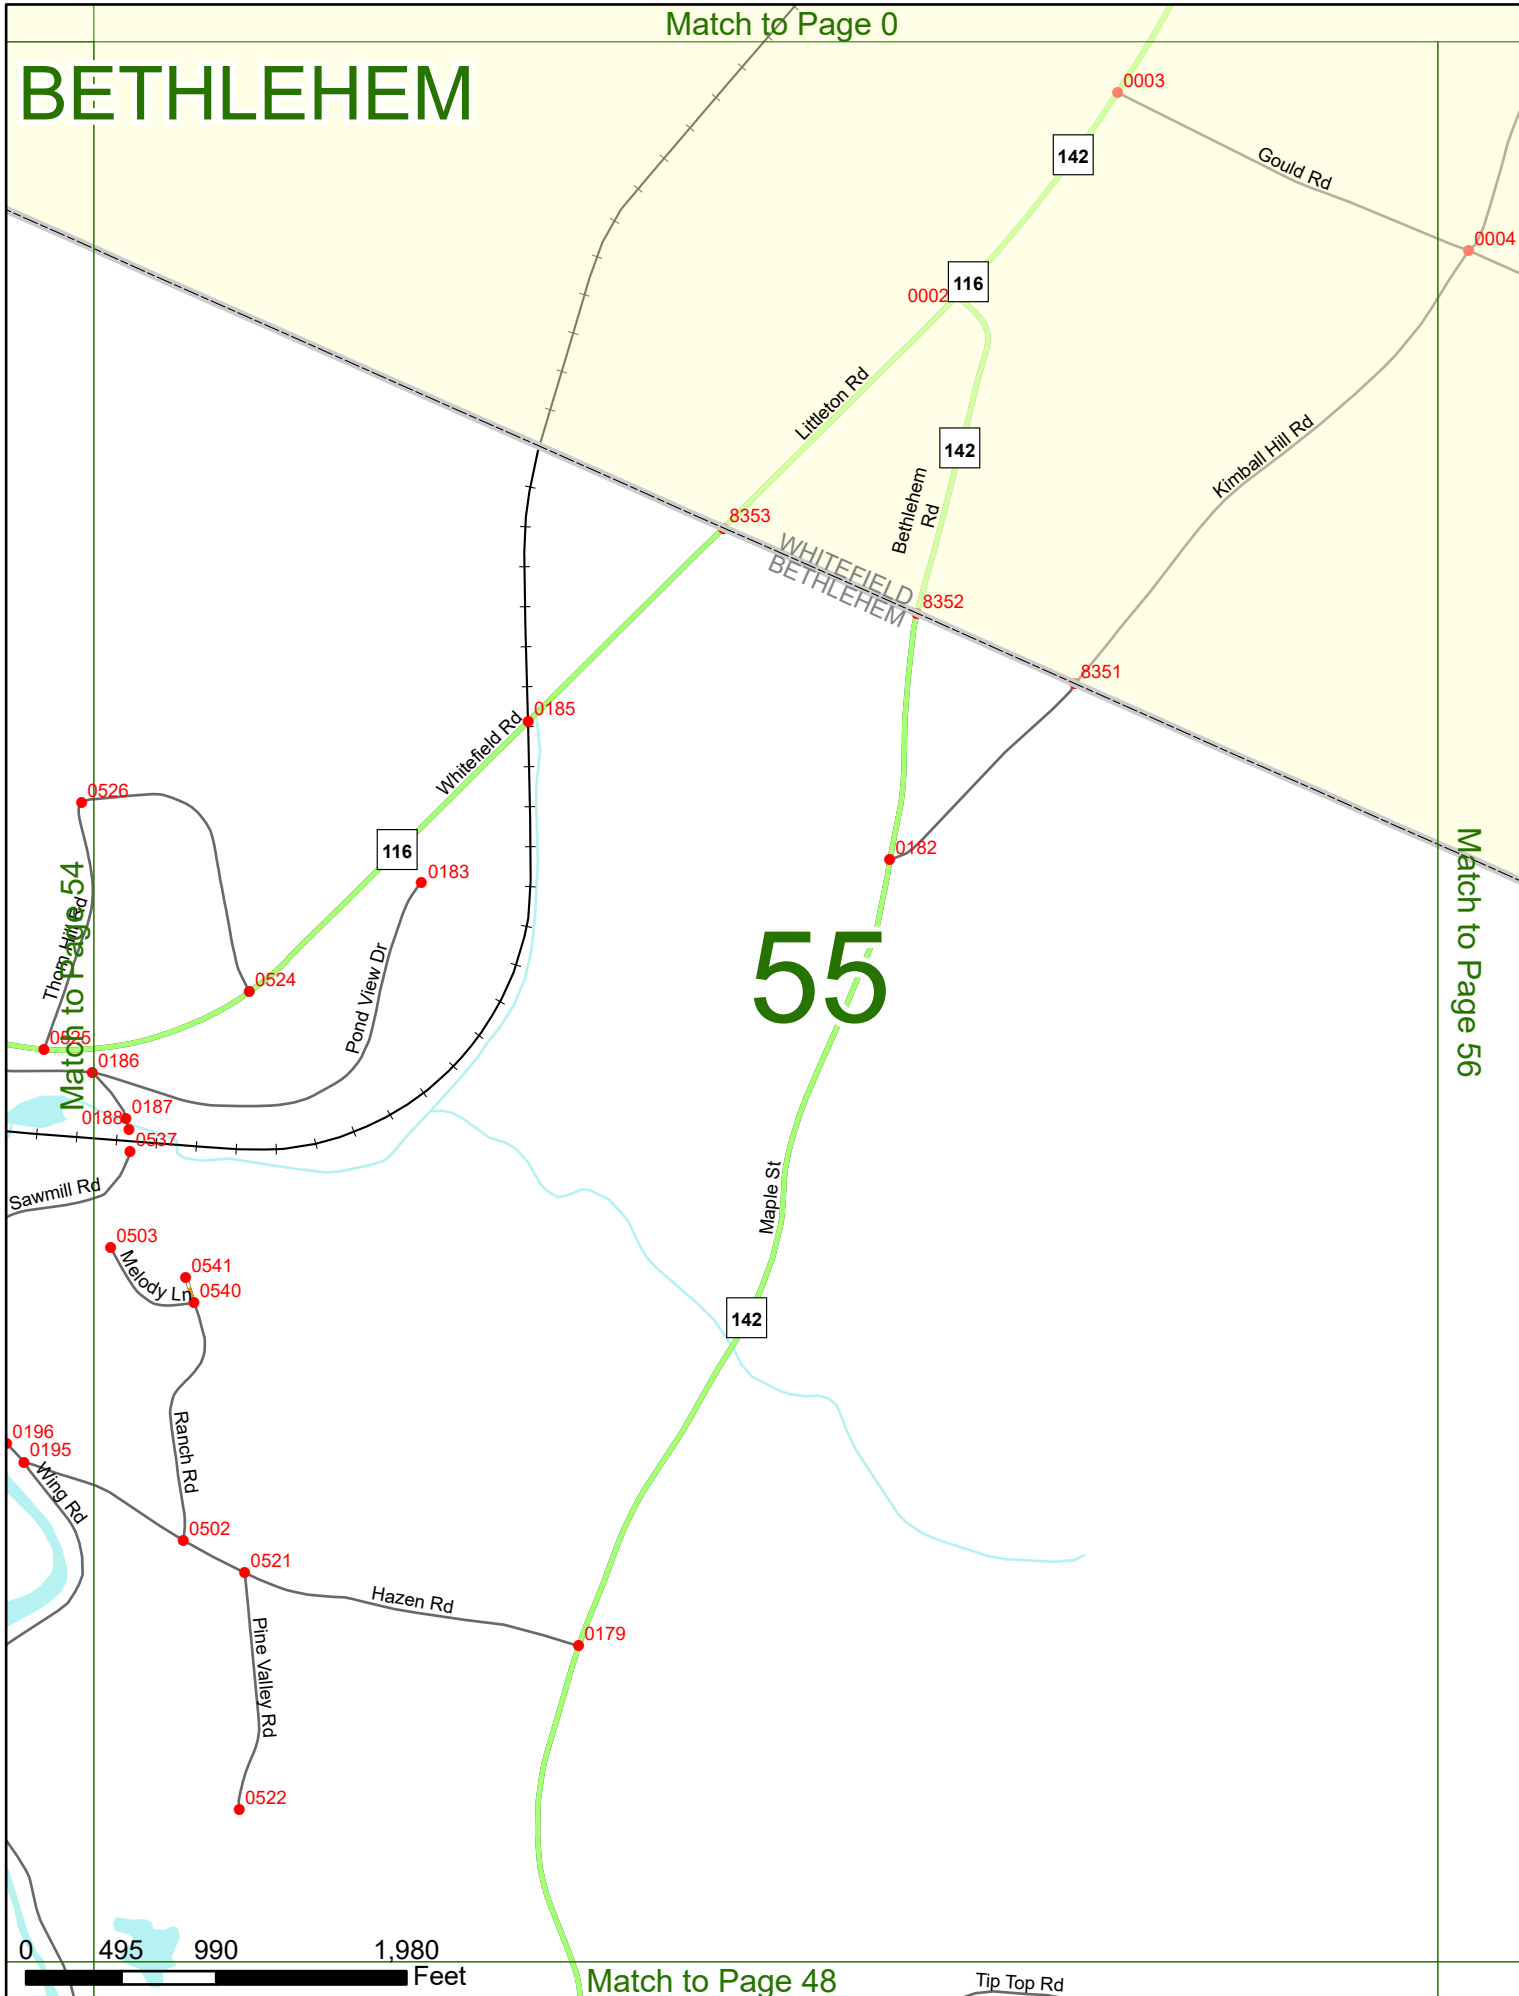 Match to Page 0
BETHLEHEM
0003
142
Gould Rd
0004
116
0002
Littleton Rd
142
Kimball Hill Rd
Bethlehem
Rd
8353
WHITEFIELD
BETHLEHEM
8352
8351
0185
Whitefield Rd
0526
116
0183
0182
Match to Page 54
Match to Page 56
Thom Hill Rd
55
0524
Pond View Dr
0525
0186
0187
0188
0537
Sawmill Rd
Maple St
0503
Melody Ln
0541
0540
142
Ranch Rd
0196
0195
Wing Rd
0502
0521
Hazen Rd
0179
Pine Valley Rd
0522
0 495 990 1,980
Feet
Match to Page 48
Tip Top Rd